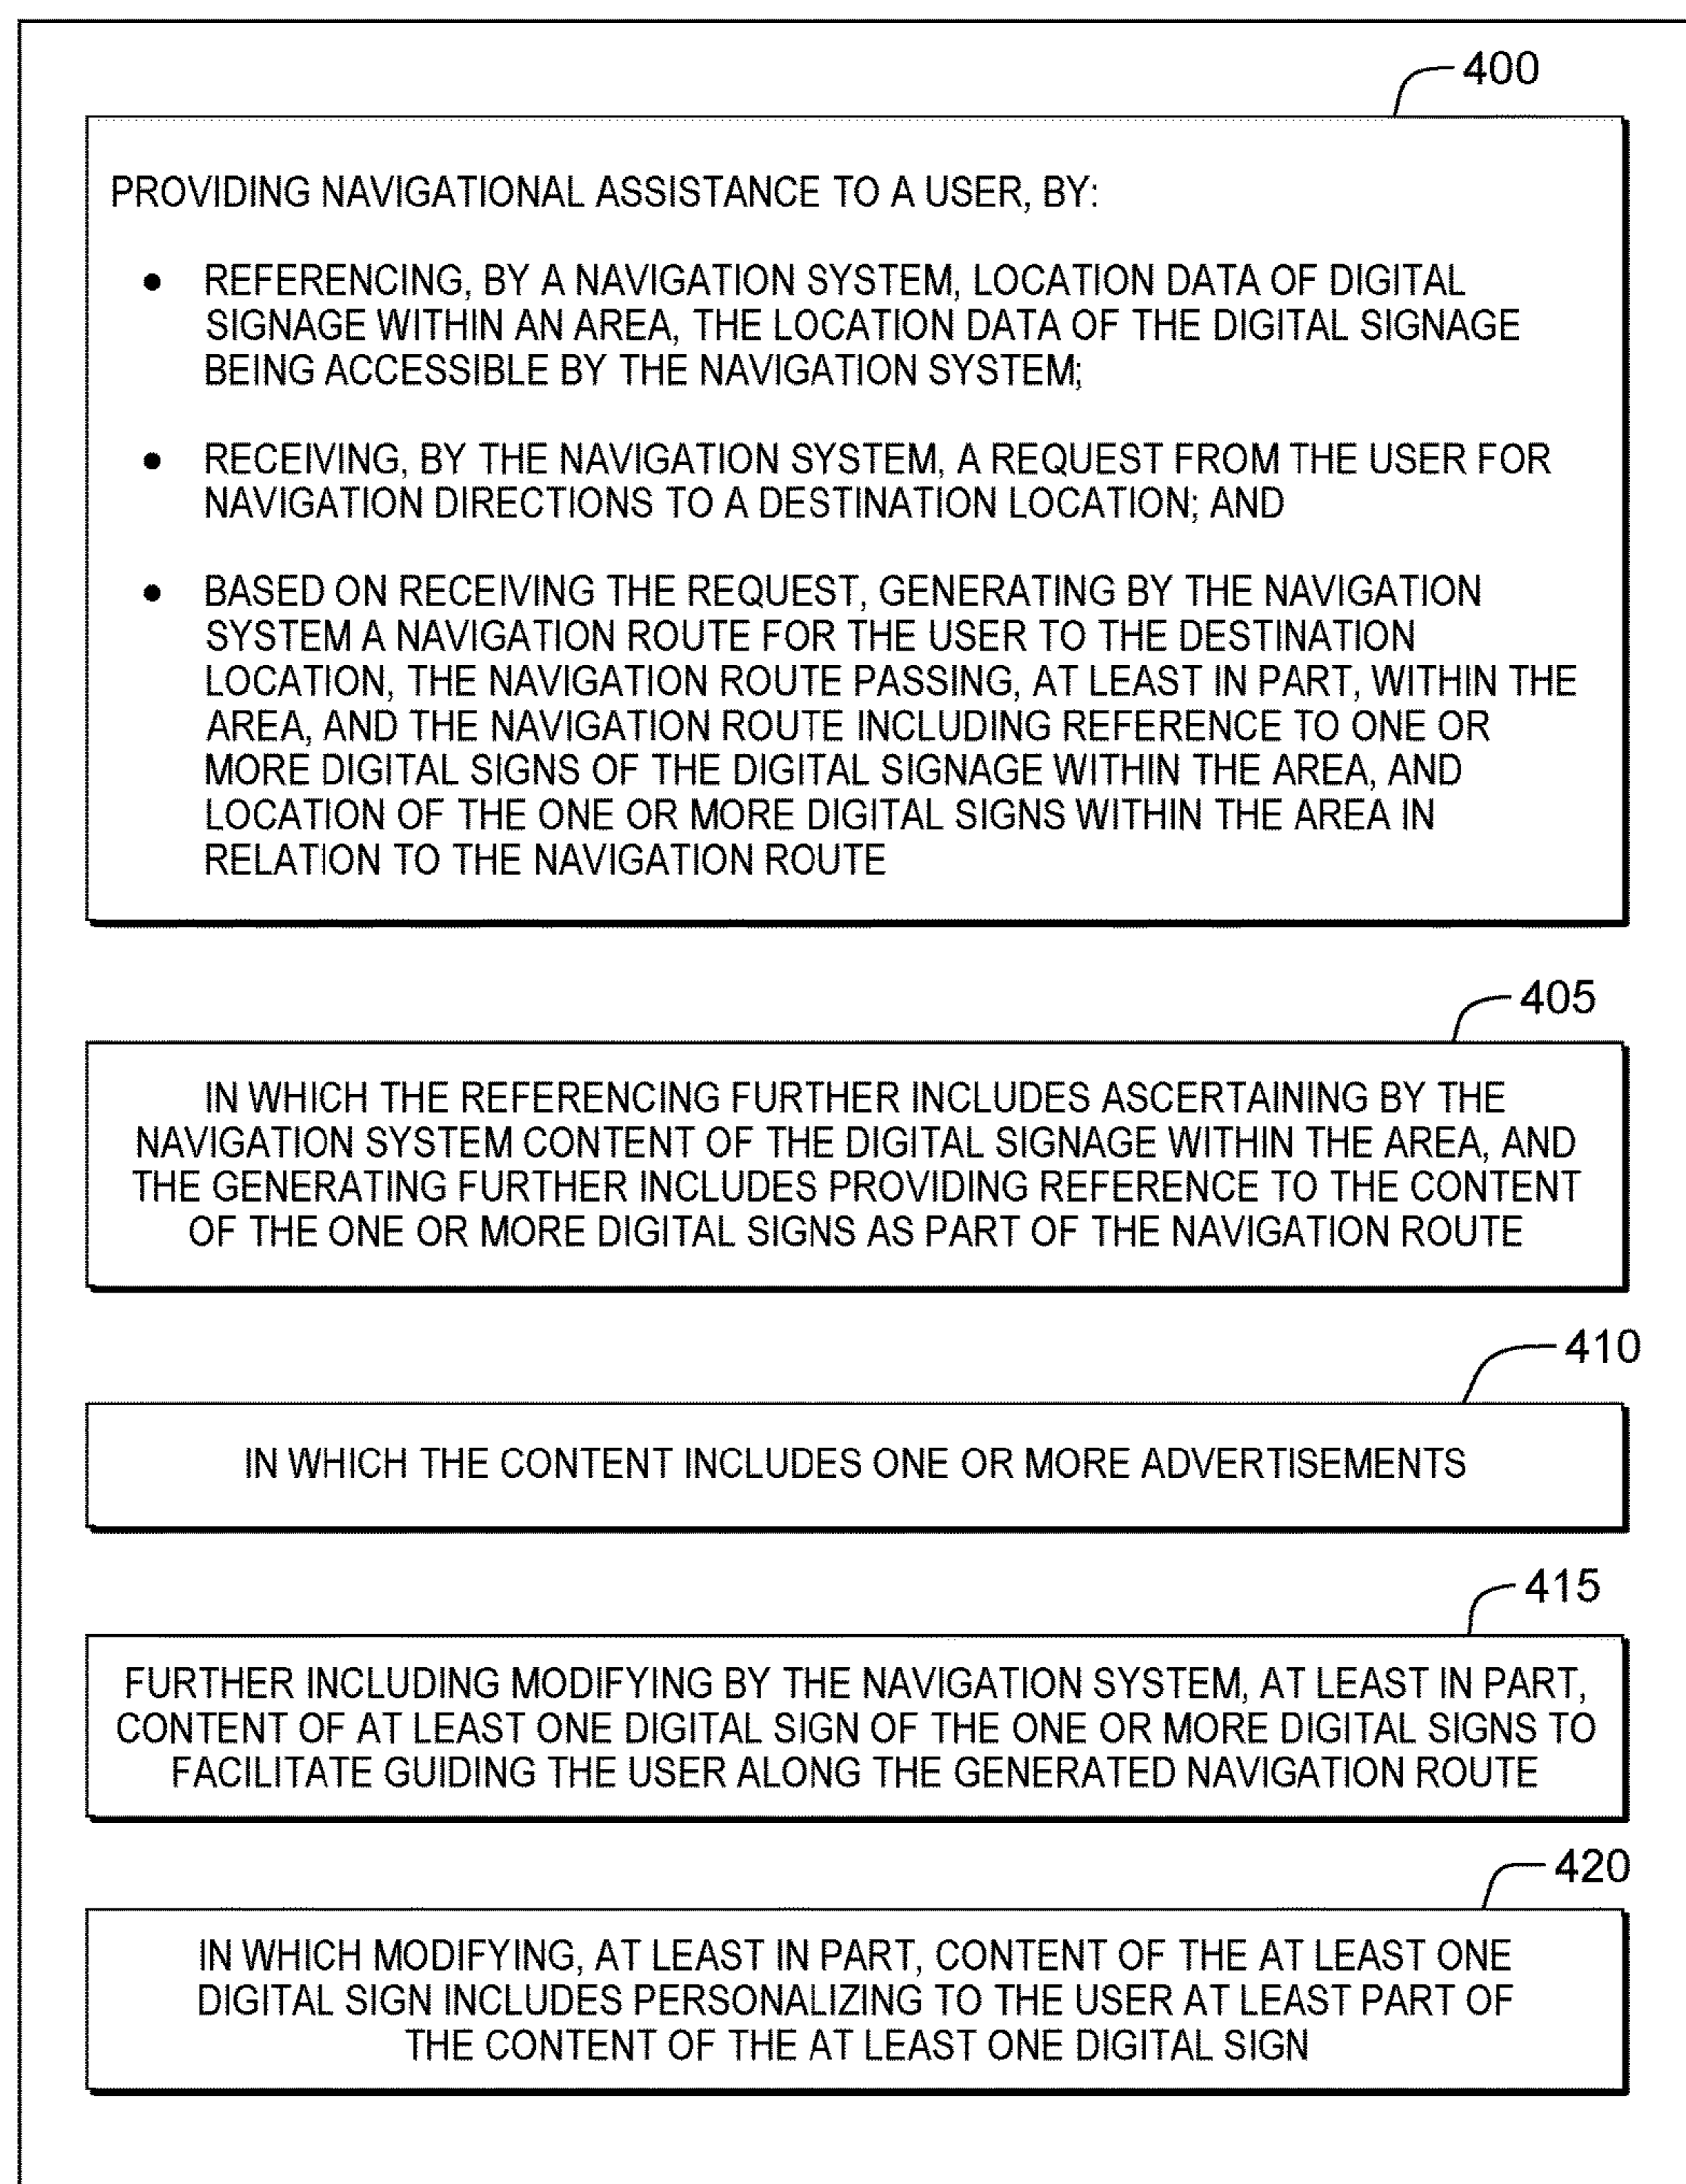 400
PROVIDING NAVIGATIONAL ASSISTANCE TO A USER, BY:
• REFERENCING, BY A NAVIGATION SYSTEM, LOCATION DATA OF DIGITAL
SIGNAGE WITHIN AN AREA, THE LOCATION DATA OF THE DIGITAL SIGNAGE
BEING ACCESSIBLE BY THE NAVIGATION SYSTEM;
• RECEIVING, BY THE NAVIGATION SYSTEM, A REQUEST FROM THE USER FOR
NAVIGATION DIRECTIONS TO A DESTINATION LOCATION; AND
• BASED ON RECEIVING THE REQUEST, GENERATING BY THE NAVIGATION
SYSTEM A NAVIGATION ROUTE FOR THE USER TO THE DESTINATION
LOCATION, THE NAVIGATION ROUTE PASSING, AT LEAST IN PART, WITHIN THE
AREA, AND THE NAVIGATION ROUTE INCLUDING REFERENCE TO ONE OR
MORE DIGITAL SIGNS OF THE DIGITAL SIGNAGE WITHIN THE AREA, AND
LOCATION OF THE ONE OR MORE DIGITAL SIGNS WITHIN THE AREA IN
RELATION TO THE NAVIGATION ROUTE
405
IN WHICH THE REFERENCING FURTHER INCLUDES ASCERTAINING BY THE
NAVIGATION SYSTEM CONTENT OF THE DIGITAL SIGNAGE WITHIN THE AREA, AND
THE GENERATING FURTHER INCLUDES PROVIDING REFERENCE TO THE CONTENT
OF THE ONE OR MORE DIGITAL SIGNS AS PART OF THE NAVIGATION ROUTE
410
IN WHICH THE CONTENT INCLUDES ONE OR MORE ADVERTISEMENTS
415
FURTHER INCLUDING MODIFYING BY THE NAVIGATION SYSTEM, AT LEAST IN PART,
CONTENT OF AT LEAST ONE DIGITAL SIGN OF THE ONE OR MORE DIGITAL SIGNS TO
FACILITATE GUIDING THE USER ALONG THE GENERATED NAVIGATION ROUTE
420
IN WHICH MODIFYING, AT LEAST IN PART, CONTENT OF THE AT LEAST ONE
DIGITAL SIGN INCLUDES PERSONALIZING TO THE USER AT LEAST PART OF
THE CONTENT OF THE AT LEAST ONE DIGITAL SIGN